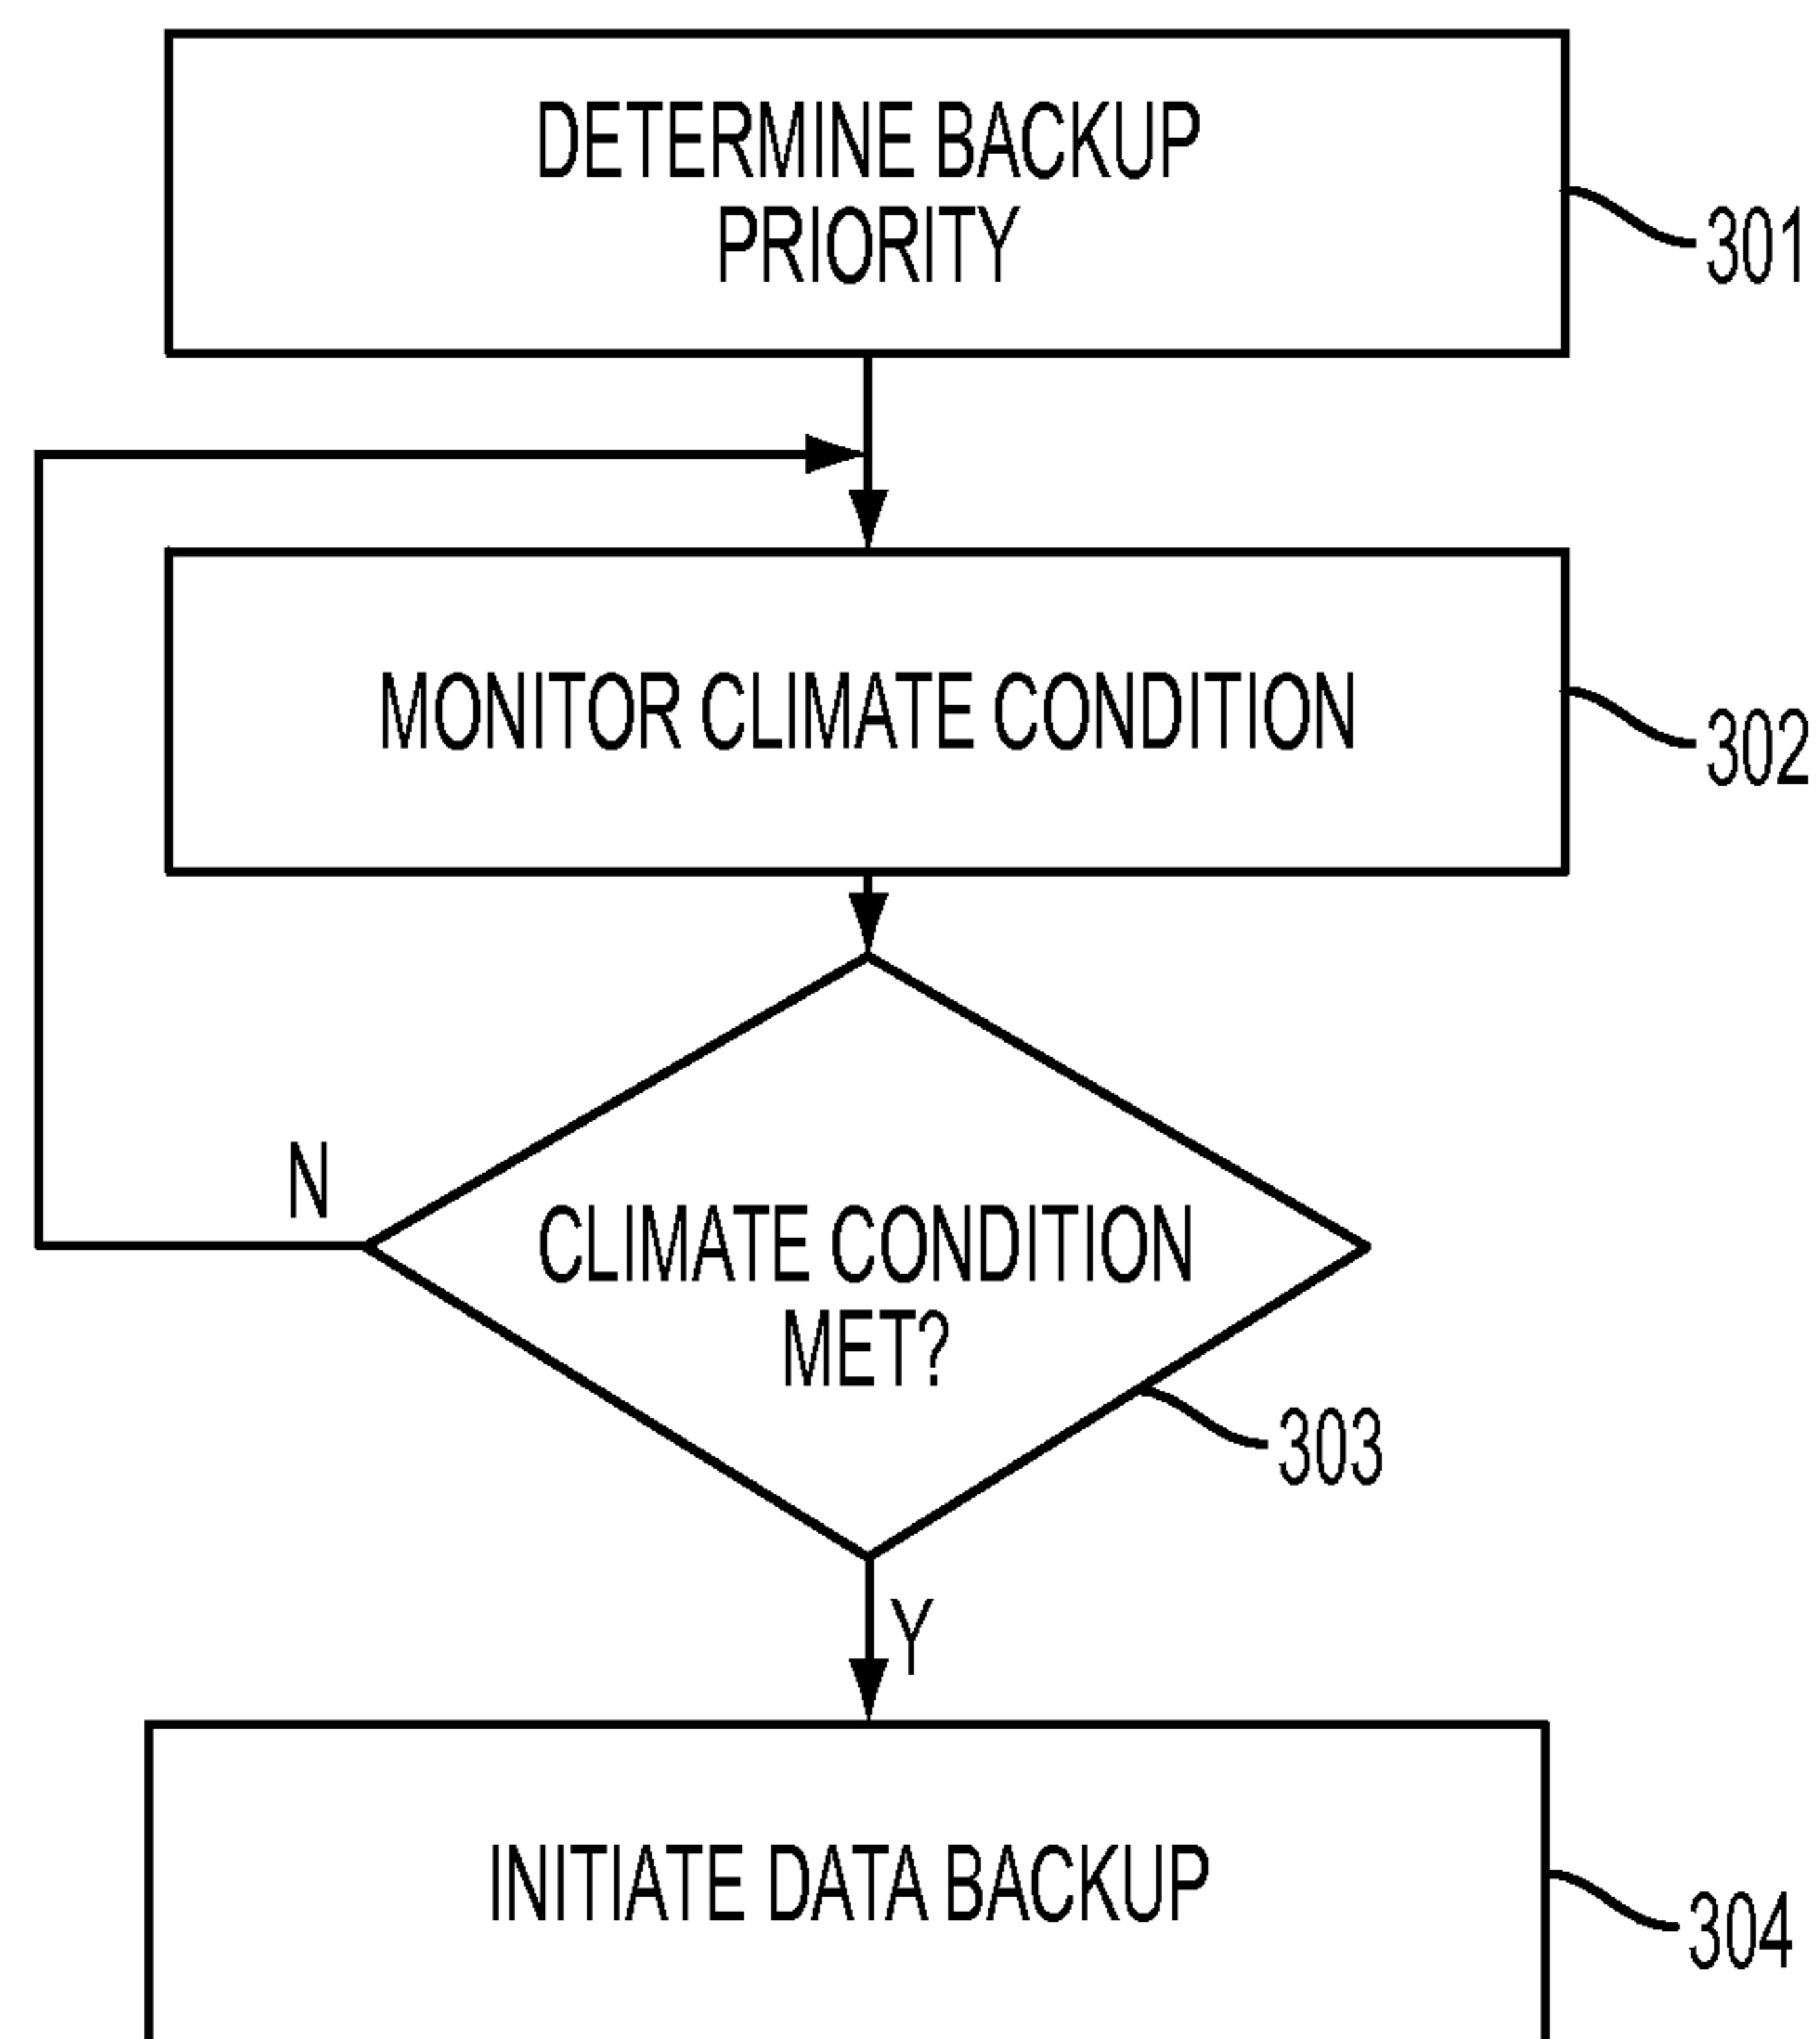 DETERMINE BACKUP
PRIORITY
301
MONITOR CLIMATE CONDITION
302
N
CLIMATE CONDITION
MET?
303
Y
INITIATE DATA BACKUP
304